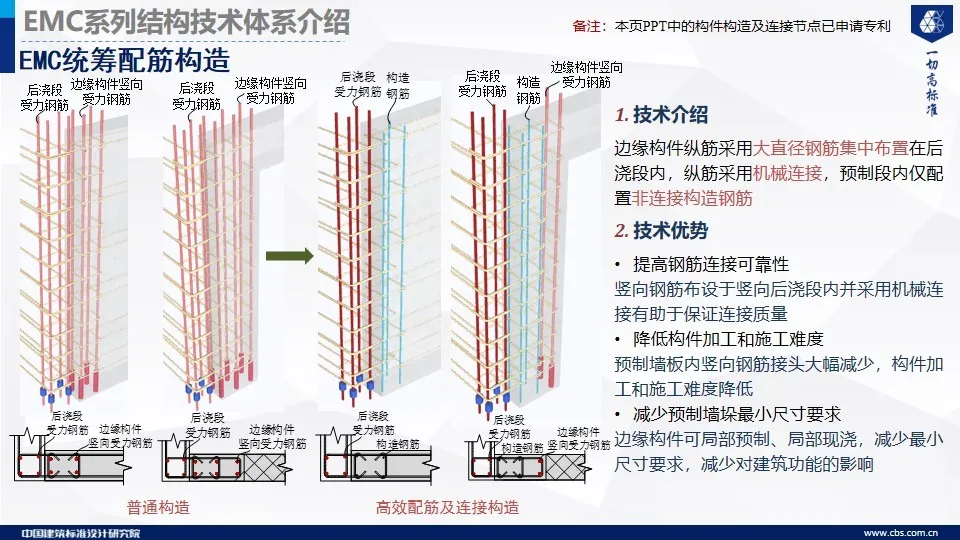 EMC系列结构技术体系介绍
备注：本页PPT中的构件构造及连接节点已申请专利
一切高标准
EMC统筹配筋构造
后浇段
受力钢筋
边缘构件竖向
受力钢筋
后浇段
受力钢筋
边缘构件竖向
受力钢筋
后浇段
受力钢筋
构造
钢筋
后浇段
受力钢筋
构造
钢筋
边缘构件竖向
受力钢筋
后浇段
受力钢筋
边缘构件
竖向受力钢筋
后浇段
受力钢筋
边缘构件
竖向受力钢筋
后浇段
受力钢筋
构造钢筋
后浇段
受力钢筋
构造钢筋
边缘构件
竖向受力钢筋
普通构造
高效配筋及连接构造
1. 技术介绍
边缘构件纵筋采用大直径钢筋集中布置在后
浇段内，纵筋采用机械连接，预制段内仅配
置非连接构造钢筋
2. 技术优势
• 提高钢筋连接可靠性
竖向钢筋布设于竖向后浇段内并采用机械连
接有助于保证连接质量
• 降低构件加工和施工难度
预制墙板内竖向钢筋接头大幅减少，构件加
工和施工难度降低
• 减少预制墙垛最小尺寸要求
边缘构件可局部预制、局部现浇，减少最小
尺寸要求，减少对建筑功能的影响
中国建筑标准设计研究院
www.cbs.com.cn